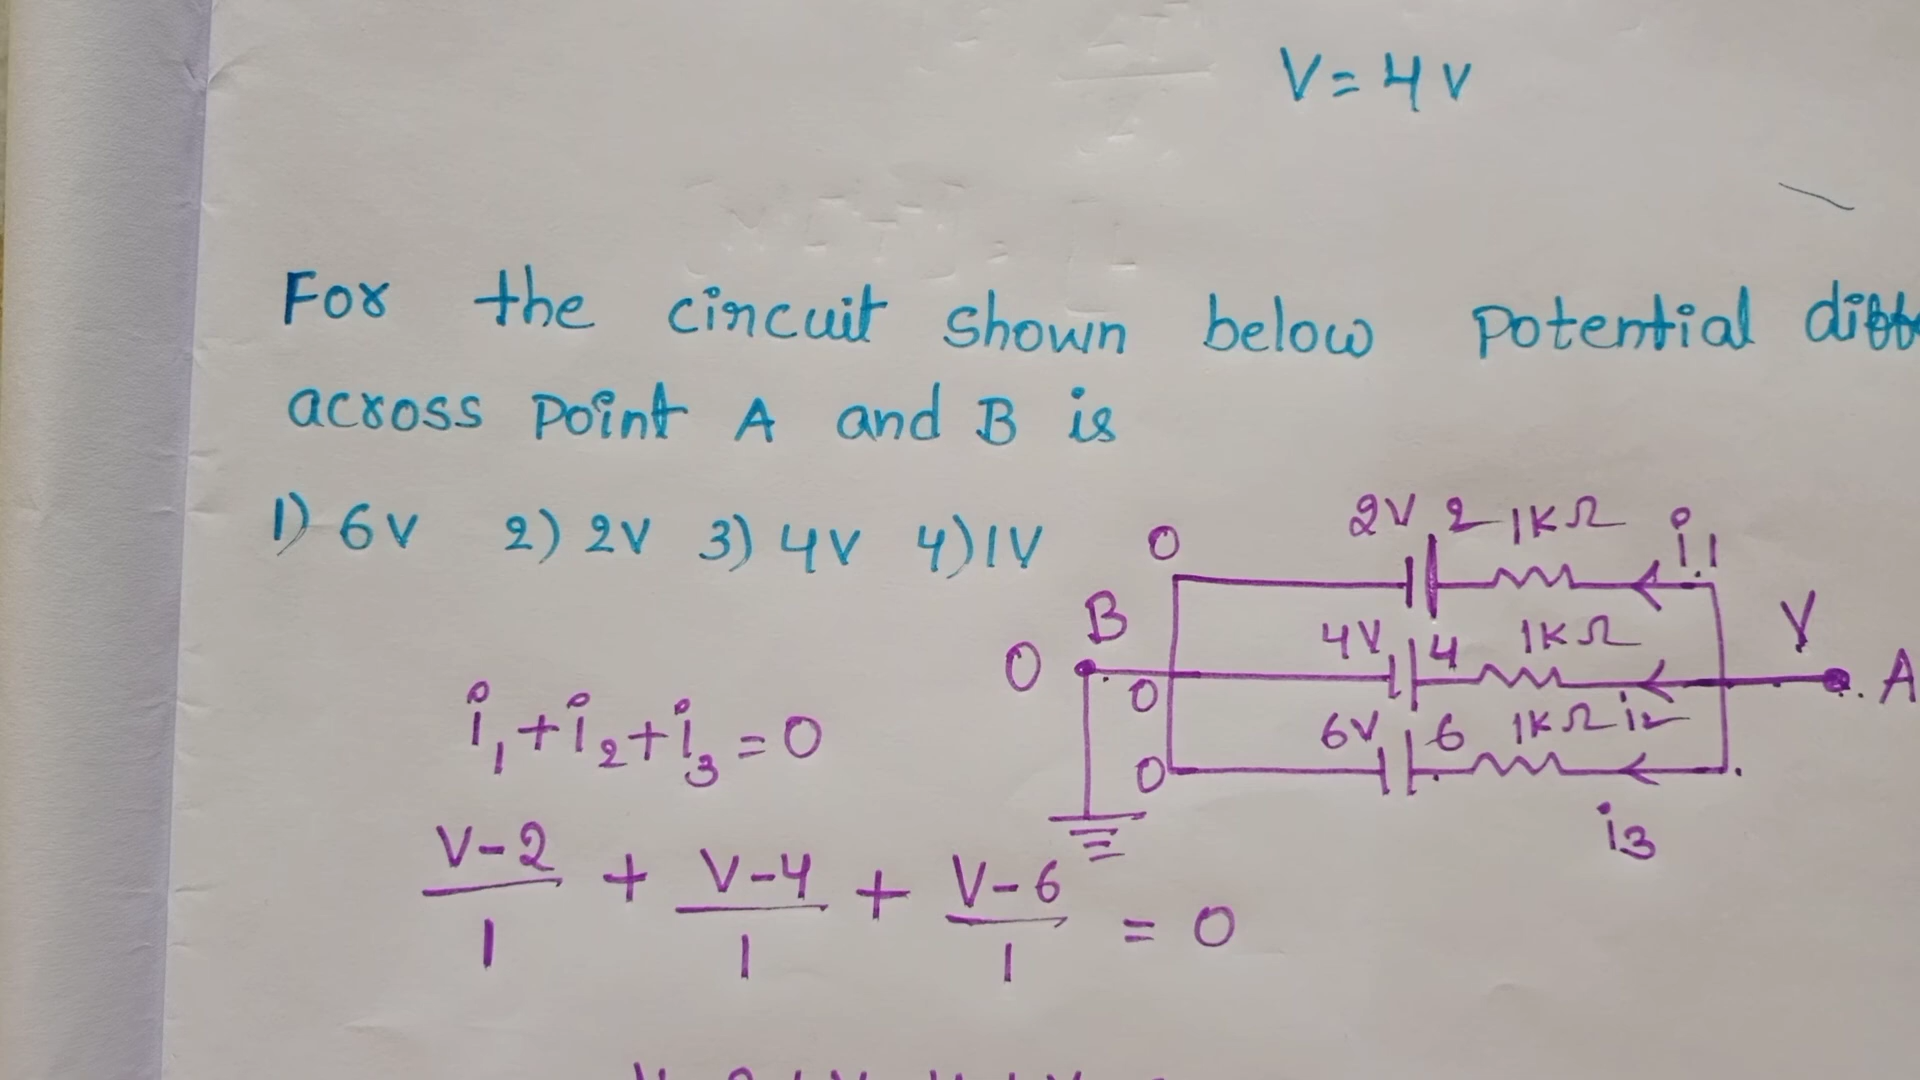 V = 4 V
For the circuit shown below Potential
across Point A and B is
1) 6V 2) 2V 3) 4V 4) 1V
2V 2 1KΩ i1
0
B
4V 4 1KΩ V
0 0 A
6V 6 1KΩ i2
0
i3
i₁ + i₂ + i₃ = 0
V-2/1 + V-4/1 + V-6/1 = 0